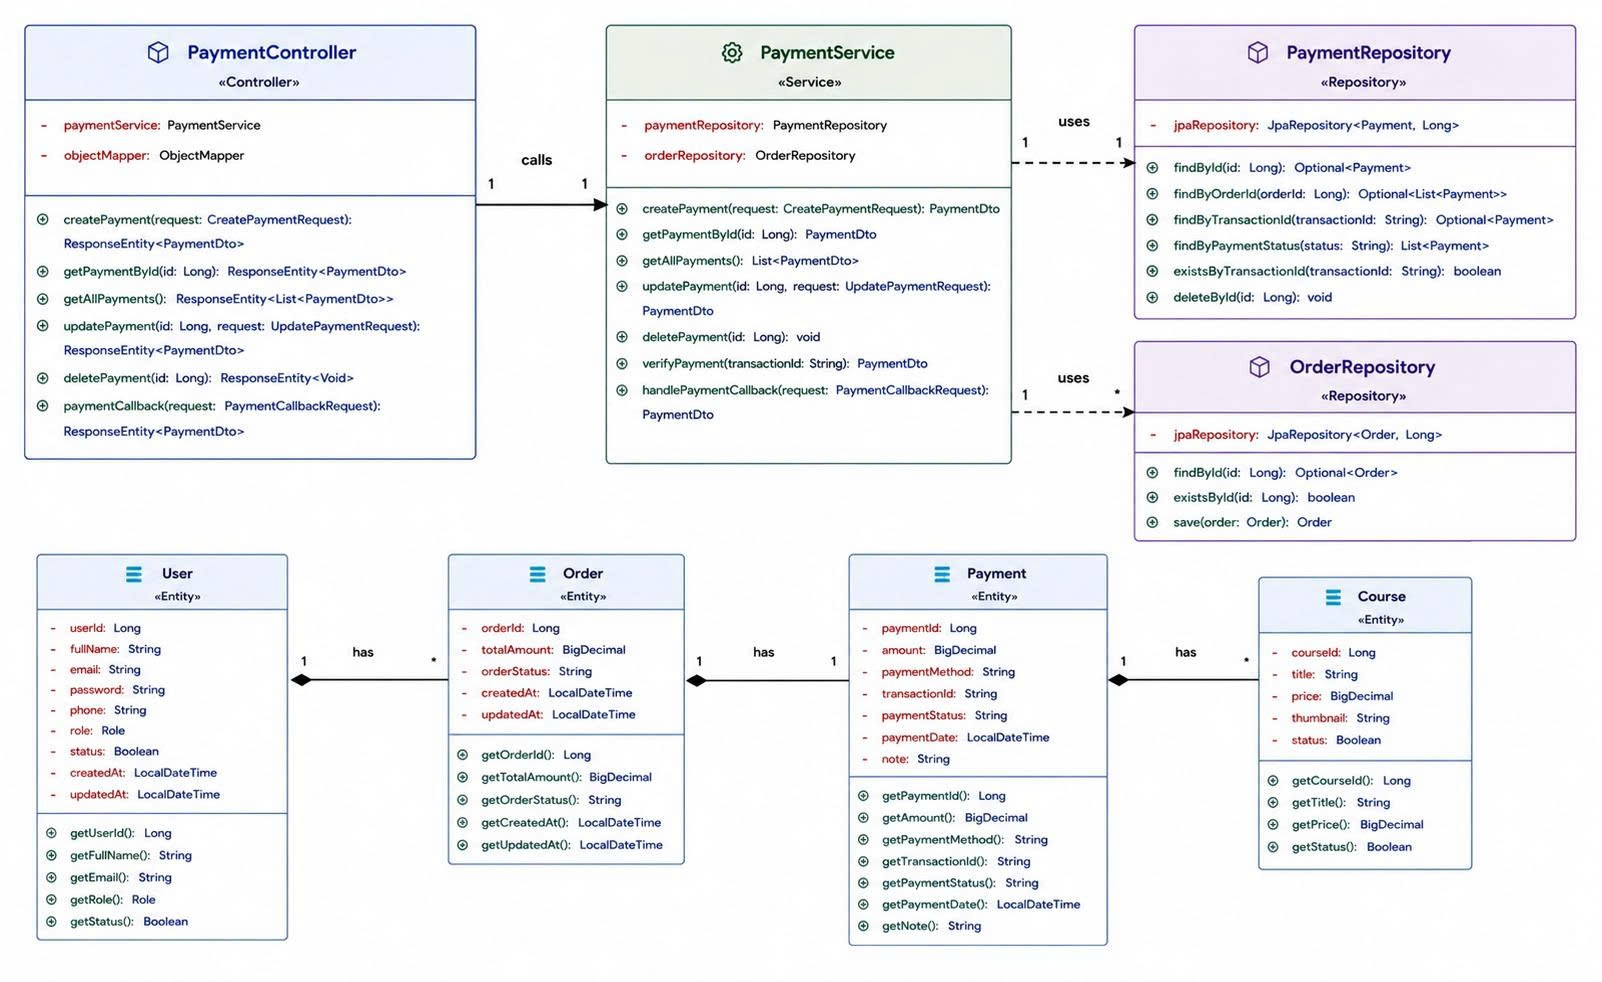 PaymentController
«Controller»
- paymentService: PaymentService
- objectMapper: ObjectMapper
createPayment(request: CreatePaymentRequest):
ResponseEntity<PaymentDto>
getPaymentById(id: Long): ResponseEntity<PaymentDto>
getAllPayments(): ResponseEntity<List<PaymentDto>>
updatePayment(id: Long, request: UpdatePaymentRequest):
ResponseEntity<PaymentDto>
deletePayment(id: Long): ResponseEntity<Void>
paymentCallback(request: PaymentCallbackRequest):
ResponseEntity<PaymentDto>
calls
1 1
PaymentService
«Service»
- paymentRepository: PaymentRepository
- orderRepository: OrderRepository
createPayment(request: CreatePaymentRequest): PaymentDto
getPaymentById(id: Long): PaymentDto
getAllPayments(): List<PaymentDto>
updatePayment(id: Long, request: UpdatePaymentRequest):
PaymentDto
deletePayment(id: Long): void
verifyPayment(transactionId: String): PaymentDto
handlePaymentCallback(request: PaymentCallbackRequest):
PaymentDto
uses
1 1
uses
1 *
PaymentRepository
«Repository»
- jpaRepository: JpaRepository<Payment, Long>
findById(id: Long): Optional<Payment>
findByOrderId(orderId: Long): Optional<List<Payment>>
findByTransactionId(transactionId: String): Optional<Payment>
findByPaymentStatus(status: String): List<Payment>
existsByTransactionId(transactionId: String): boolean
deleteById(id: Long): void
OrderRepository
«Repository»
- jpaRepository: JpaRepository<Order, Long>
findById(id: Long): Optional<Order>
existsById(id: Long): boolean
save(order: Order): Order
User
«Entity»
- userId: Long
- fullName: String
- email: String
- password: String
- phone: String
- role: Role
- status: Boolean
- createdAt: LocalDateTime
- updatedAt: LocalDateTime
getUserId(): Long
getFullName(): String
getEmail(): String
getRole(): Role
getStatus(): Boolean
has
1 *
Order
«Entity»
- orderId: Long
- totalAmount: BigDecimal
- orderStatus: String
- createdAt: LocalDateTime
- updatedAt: LocalDateTime
getOrderId(): Long
getTotalAmount(): BigDecimal
getOrderStatus(): String
getCreatedAt(): LocalDateTime
getUpdatedAt(): LocalDateTime
has
1 1
Payment
«Entity»
- paymentId: Long
- amount: BigDecimal
- paymentMethod: String
- transactionId: String
- paymentStatus: String
- paymentDate: LocalDateTime
- note: String
getPaymentId(): Long
getAmount(): BigDecimal
getPaymentMethod(): String
getTransactionId(): String
getPaymentStatus(): String
getPaymentDate(): LocalDateTime
getNote(): String
has
1 *
Course
«Entity»
- courseId: Long
- title: String
- price: BigDecimal
- thumbnail: String
- status: Boolean
getCourseId(): Long
getTitle(): String
getPrice(): BigDecimal
getStatus(): Boolean